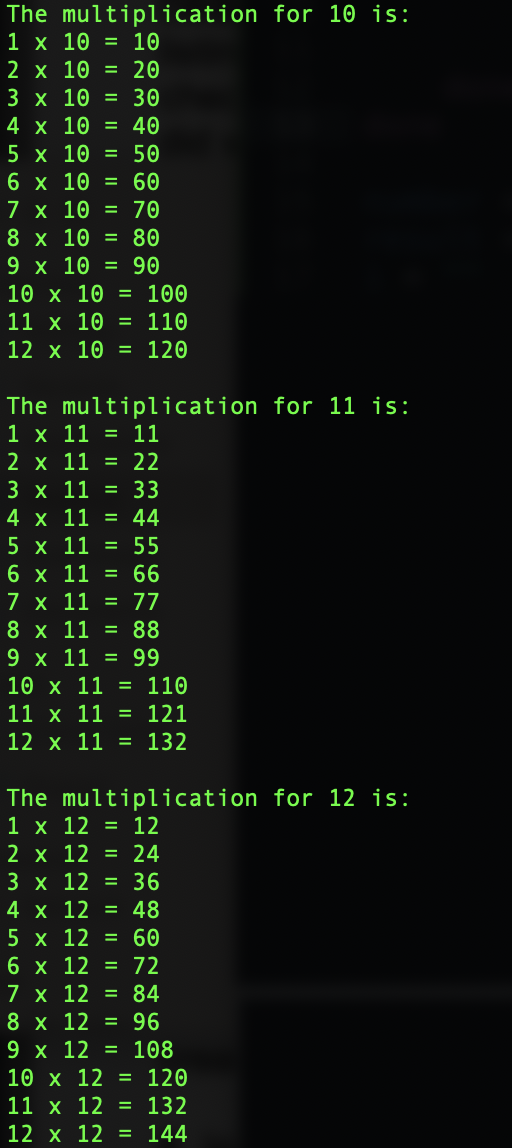 The multiplication for 10 is:
1 x 10 = 10
2 x 10 = 20
3 x 10 = 30
4 x 10 = 40
5 x 10 = 50
6 x 10 = 60
7 x 10 = 70
8 x 10 = 80
9 x 10 = 90
10 x 10 = 100
11 x 10 = 110
12 x 10 = 120

The multiplication for 11 is:
1 x 11 = 11
2 x 11 = 22
3 x 11 = 33
4 x 11 = 44
5 x 11 = 55
6 x 11 = 66
7 x 11 = 77
8 x 11 = 88
9 x 11 = 99
10 x 11 = 110
11 x 11 = 121
12 x 11 = 132

The multiplication for 12 is:
1 x 12 = 12
2 x 12 = 24
3 x 12 = 36
4 x 12 = 48
5 x 12 = 60
6 x 12 = 72
7 x 12 = 84
8 x 12 = 96
9 x 12 = 108
10 x 12 = 120
11 x 12 = 132
12 x 12 = 144